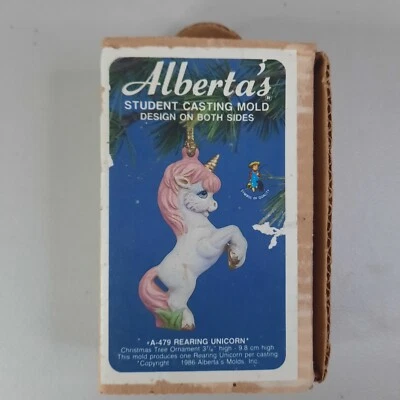 Alberta's
STUDENT CASTING MOLD
DESIGN ON BOTH SIDES
"A-479 REARING UNICORN"
Christmas Tree Ornament 3⅞" high - 9.8 cm high
This mold produces one Rearing Unicorn per casting
Copyright 1986 Alberta's Molds, Inc.